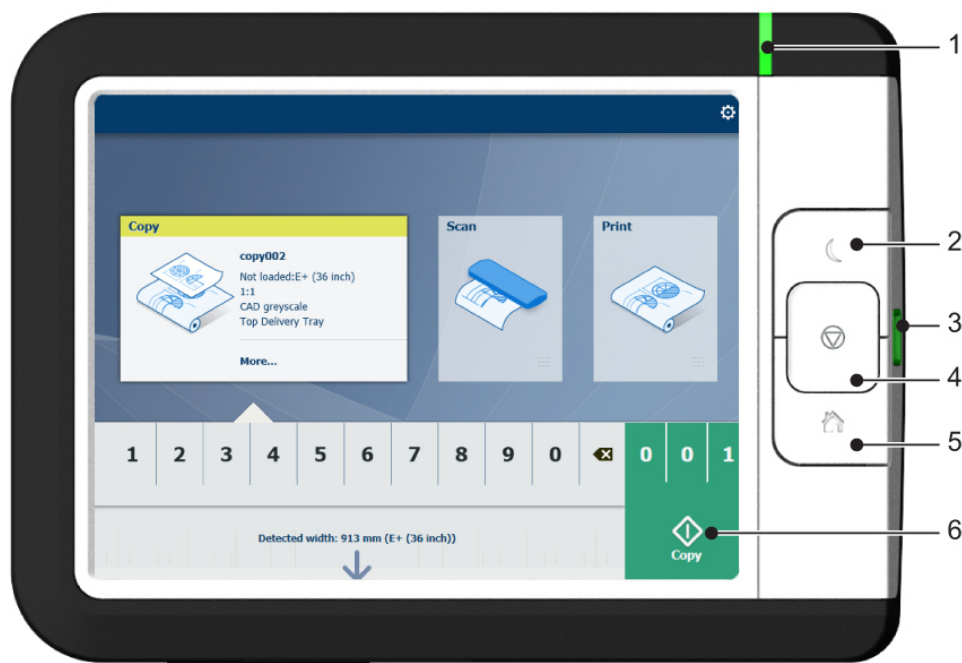 1
Copy
copy002
Not loaded:E+ (36 inch)
1:1
CAD greyscale
Top Delivery Tray
More...
Scan
Print
2
3
4
5
1 2 3 4 5 6 7 8 9 0 0 0 1
Detected width: 913 mm (E+ (36 inch))
Copy
6